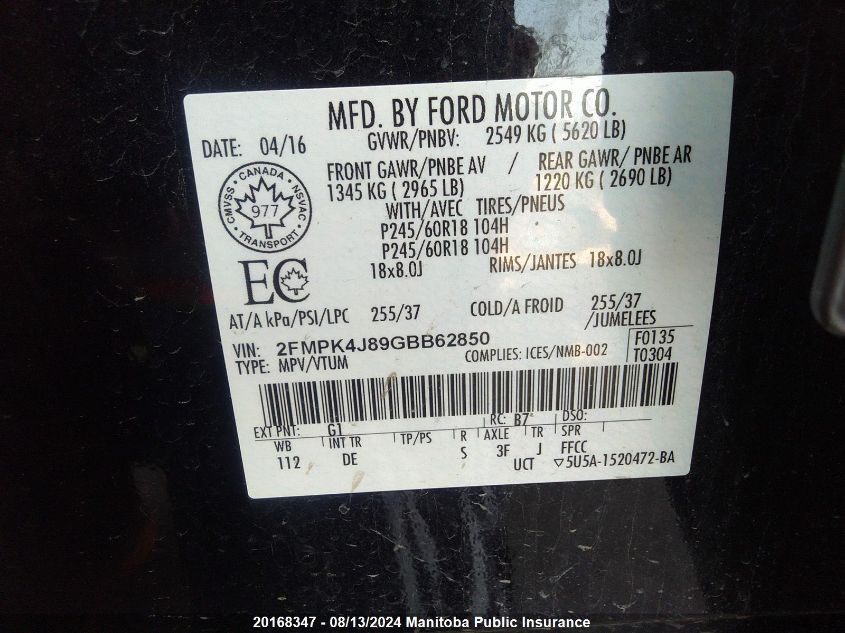 MFD. BY FORD MOTOR CO.
DATE: 04/16 GVWR/PNBV: 2549 KG ( 5620 LB)
FRONT GAWR/PNBE AV / REAR GAWR/ PNBE AR
1345 KG ( 2965 LB) 1220 KG ( 2690 LB)
WITH/AVEC TIRES/PNEUS
P245/60R18 104H
P245/60R18 104H
18x8.0J RIMS/JANTES 18x8.0J
CANADA
CMVSS NSVAC
977
TRANSPORT
EC
AT/A kPa/PSI/LPC 255/37 COLD/A FROID 255/37
/JUMELEES
VIN: 2FMPK4J89GBB62850 F0135
TYPE: MPV/VTUM COMPLIES: ICES/NMB-002 T0304
EXT PNT: G1 RC: B7 DSO:
WB INT TR TP/PS R AXLE TR SPR
112 DE S 3F J FFCC
UCT ▽5U5A-1520472-BA
20168347 - 08/13/2024 Manitoba Public Insurance